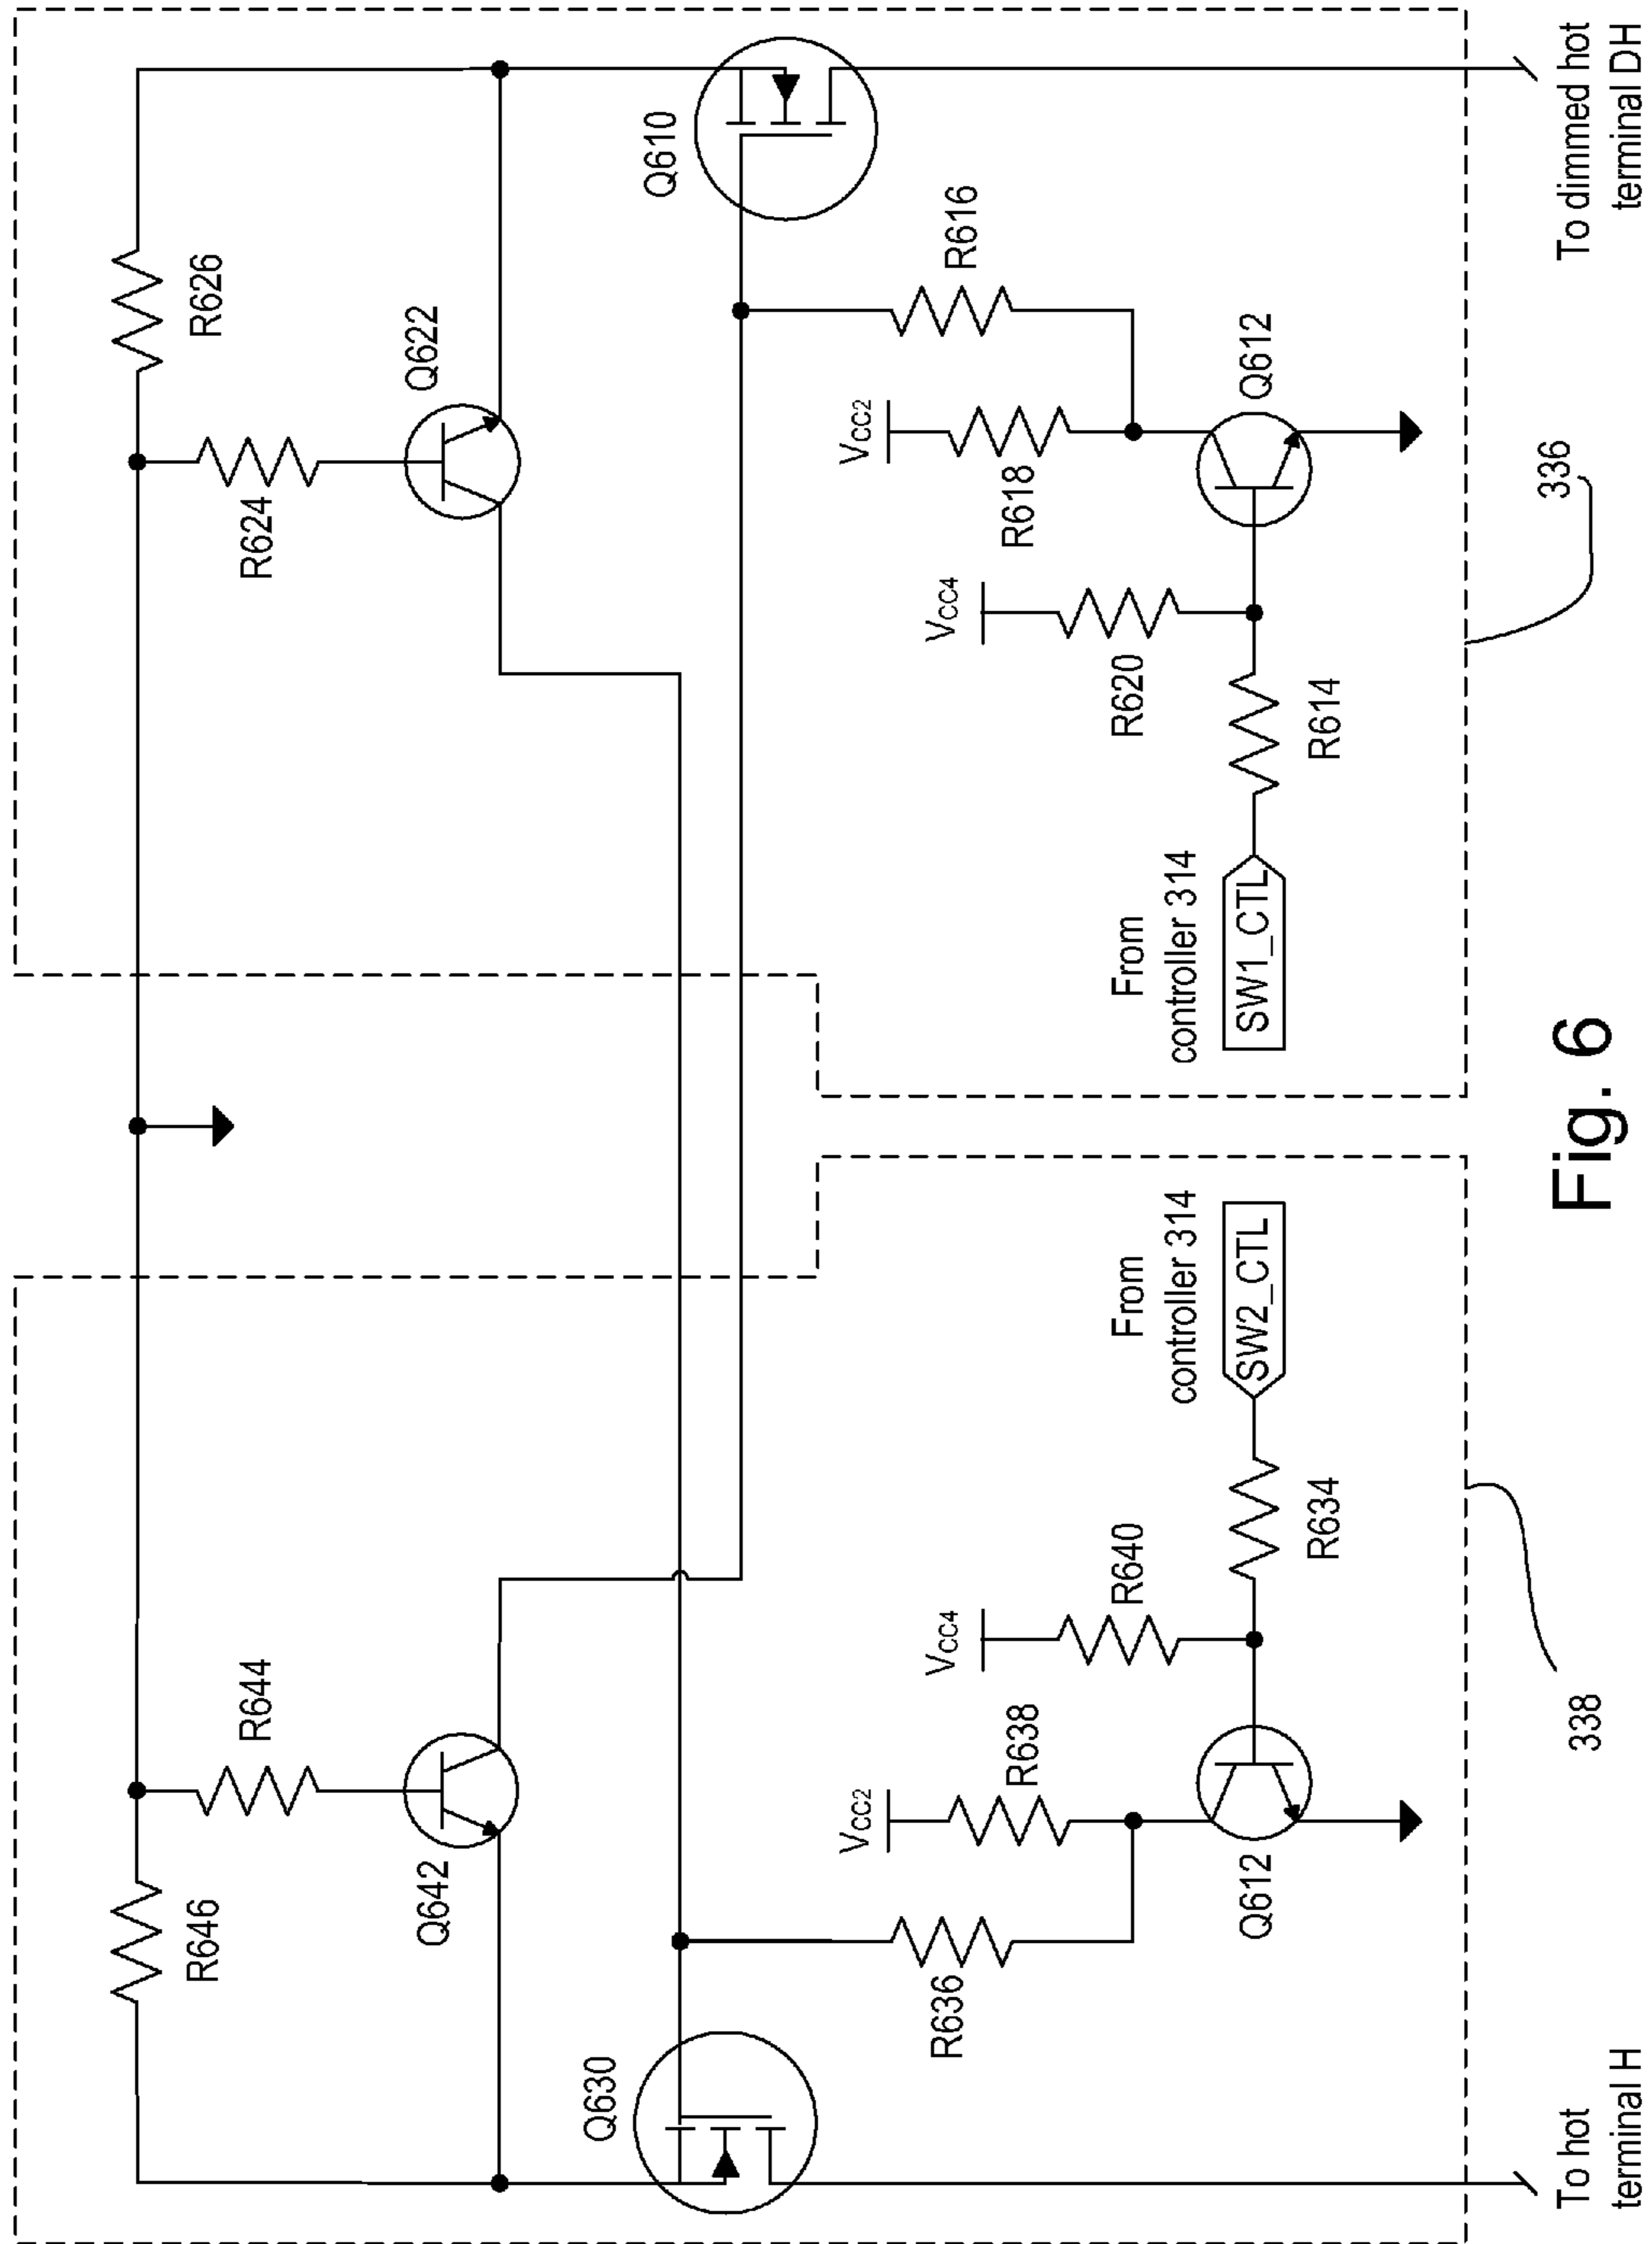 R646
R626
R644
R624
Q642
Q622
Q630
Q610
VCC2
VCC2
R636
VCC4
VCC4
R616
R638
R618
R640
From
controller 314
From
controller 314
R620
Q612
SW2_CTL
SW1_CTL
Q612
R634
R614
338
336
To hot
terminal H
Fig. 6
To dimmed hot
terminal DH